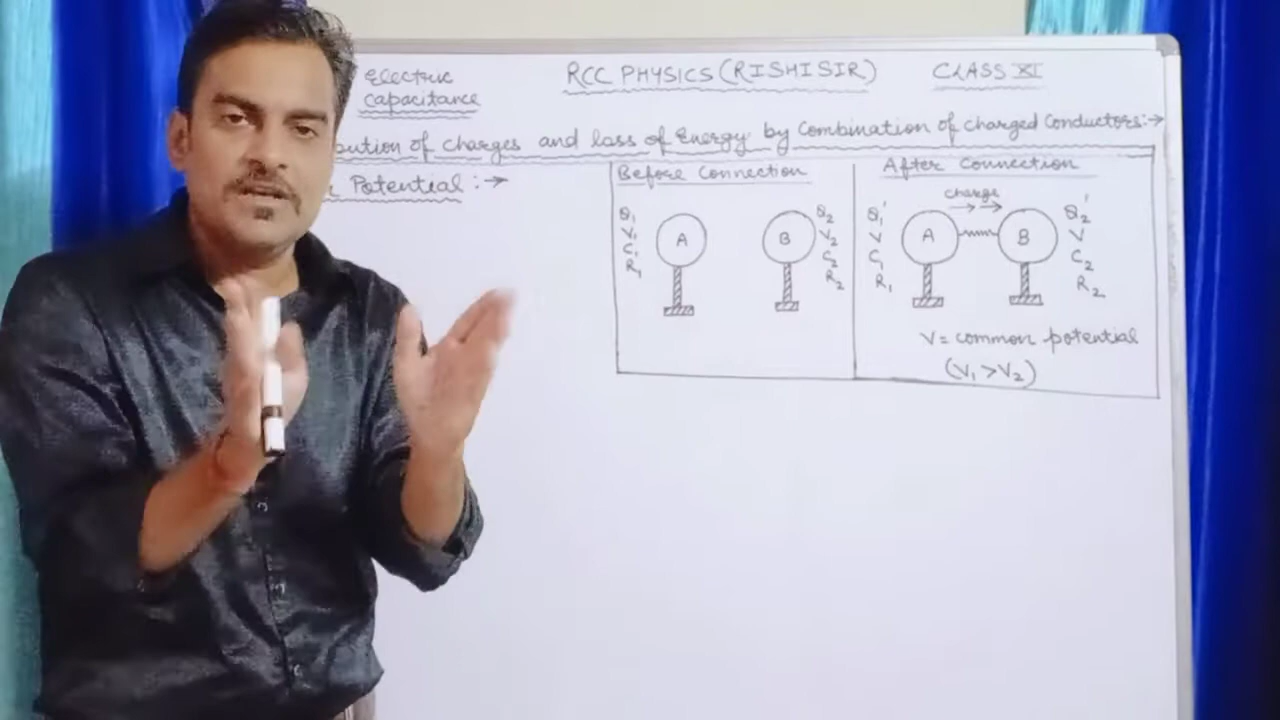 Electric
capacitance
RCC PHYSICS (RISHI SIR)
CLASS XI
bution of charges and loss of Energy by Combination of charged Conductors:→
Potential :→
Before Connection
Q₁
V₁
C₁
R₁
A
B
Q₂
V₂
C₂
R₂
After Connection
charge
Q₁'
V
C₁
R₁
A
B
Q₂'
V
C₂
R₂
V = common potential
(V₁ > V₂)